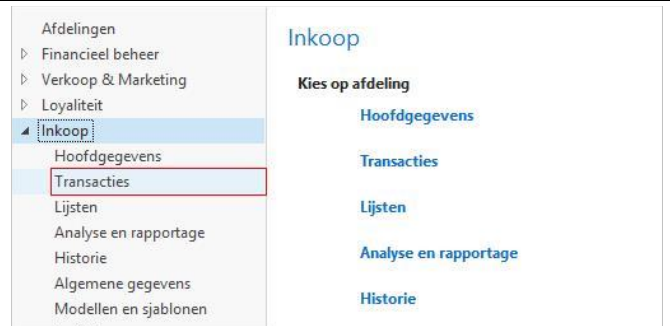 Afdelingen
Financieel beheer
Verkoop & Marketing
Loyaliteit
Inkoop
Hoofdgegevens
Transacties
Lijsten
Analyse en rapportage
Historie
Algemene gegevens
Modellen en sjablonen
Inkoop
Kies op afdeling
Hoofdgegevens
Transacties
Lijsten
Analyse en rapportage
Historie